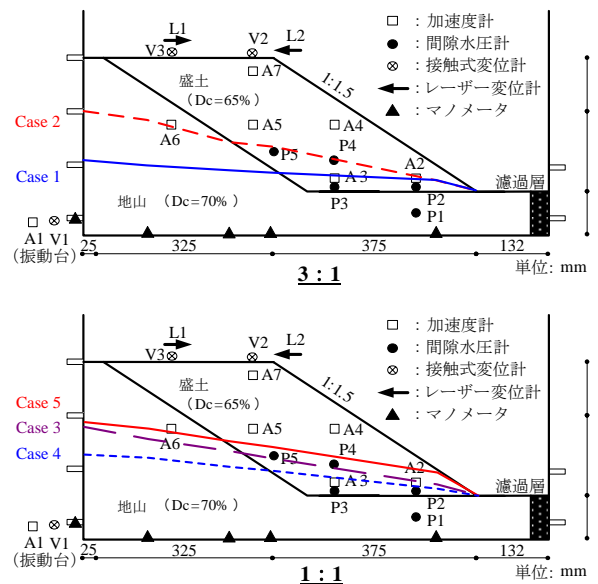 L1
L2
V3
V2
A7
盛土
(Dc=65%)
1:1.5
□ : 加速度計
● : 間隙水圧計
⊗ : 接触式変位計
← : レーザー変位計
▲ : マノメータ
Case 2
A6
A5
A4
P4
P5
A3
A2
Case 1
P3
P2
濾過層
地山 (Dc=70%)
P1
A1 V1
(振動台)
25
325
375
132
単位: mm
3 : 1
L1
L2
V3
V2
A7
盛土
(Dc=65%)
1:1.5
□ : 加速度計
● : 間隙水圧計
⊗ : 接触式変位計
← : レーザー変位計
▲ : マノメータ
Case 5
Case 3
Case 4
A6
A5
A4
P4
P5
A3
A2
P3
P2
濾過層
地山 (Dc=70%)
P1
A1 V1
(振動台)
25
325
375
132
単位: mm
1 : 1